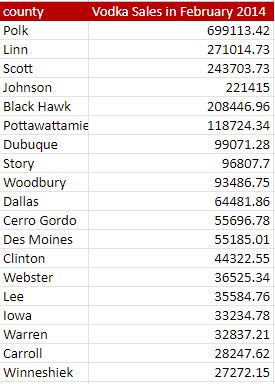 county Vodka Sales in February 2014
Polk 699113.42
Linn 271014.73
Scott 243703.73
Johnson 221415
Black Hawk 208446.96
Pottawattamie 118724.34
Dubuque 99071.28
Story 96807.7
Woodbury 93486.75
Dallas 64481.86
Cerro Gordo 55696.78
Des Moines 55185.01
Clinton 44322.55
Webster 36525.34
Lee 35584.76
Iowa 33234.78
Warren 32837.21
Carroll 28247.62
Winneshiek 27272.15